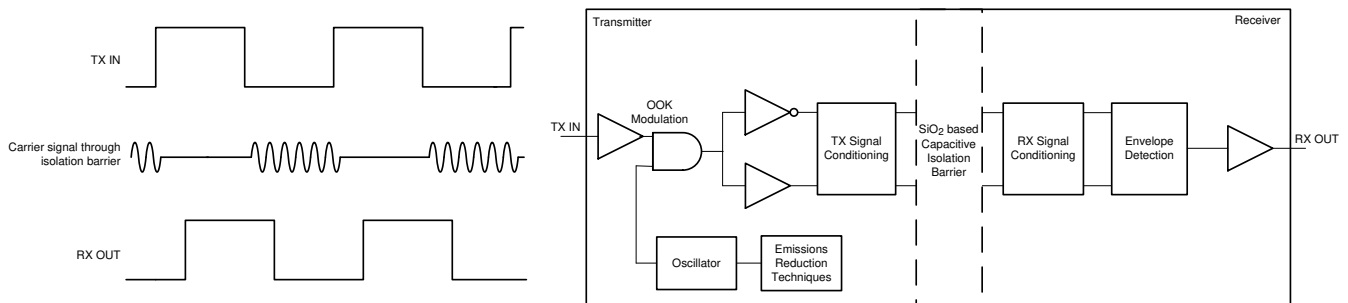 TX IN
Carrier signal through
isolation barrier
RX OUT
Transmitter
Receiver
TX IN
OOK
Modulation
TX Signal
Conditioning
SiO2 based
Capacitive
Isolation
Barrier
RX Signal
Conditioning
Envelope
Detection
RX OUT
Oscillator
Emissions
Reduction
Techniques